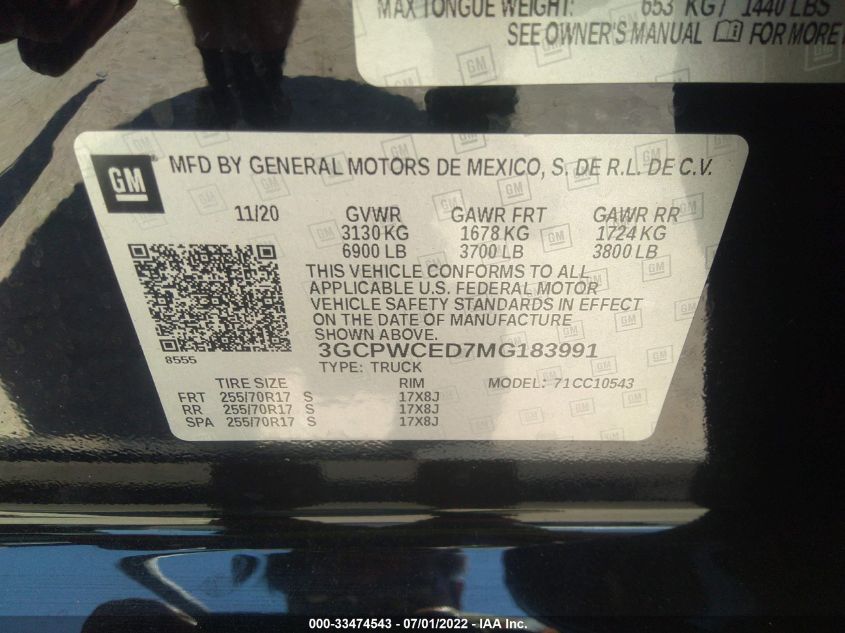 MAX TONGUE WEIGHT: 653 KG / 1440 LBS
SEE OWNER'S MANUAL FOR MORE
GM
MFD BY GENERAL MOTORS DE MEXICO, S. DE R.L. DE C.V.
11/20 GVWR GAWR FRT GAWR RR
3130 KG 1678 KG 1724 KG
6900 LB 3700 LB 3800 LB
THIS VEHICLE CONFORMS TO ALL
APPLICABLE U.S. FEDERAL MOTOR
VEHICLE SAFETY STANDARDS IN EFFECT
ON THE DATE OF MANUFACTURE
SHOWN ABOVE.
8555
3GCPWCED7MG183991
TYPE: TRUCK
TIRE SIZE RIM MODEL: 71CC10543
FRT 255/70R17 S 17X8J
RR 255/70R17 S 17X8J
SPA 255/70R17 S 17X8J
000-33474543 - 07/01/2022 - IAA Inc.